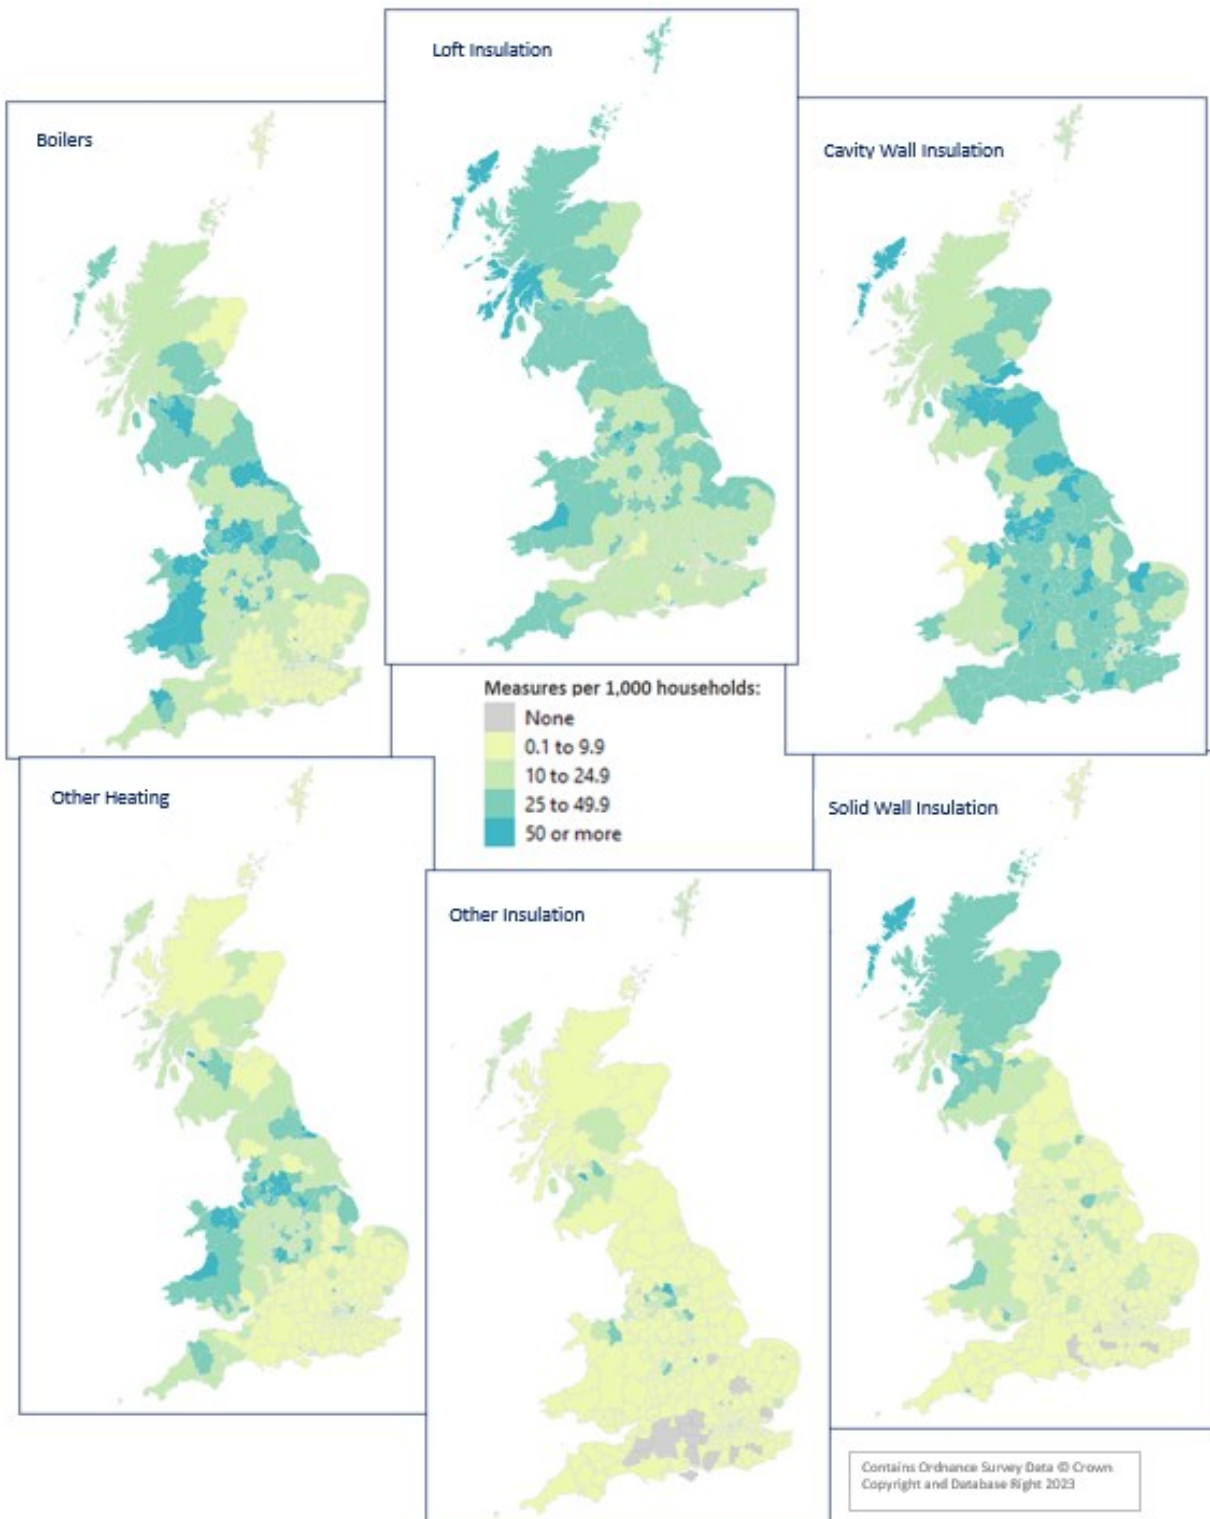 Loft Insulation
Boilers
Cavity Wall Insulation
Measures per 1,000 households:
None
0.1 to 9.9
10 to 24.9
25 to 49.9
50 or more
Other Heating
Solid Wall Insulation
Other Insulation
Contains Ordnance Survey Data © Crown
Copyright and Database Right 2023